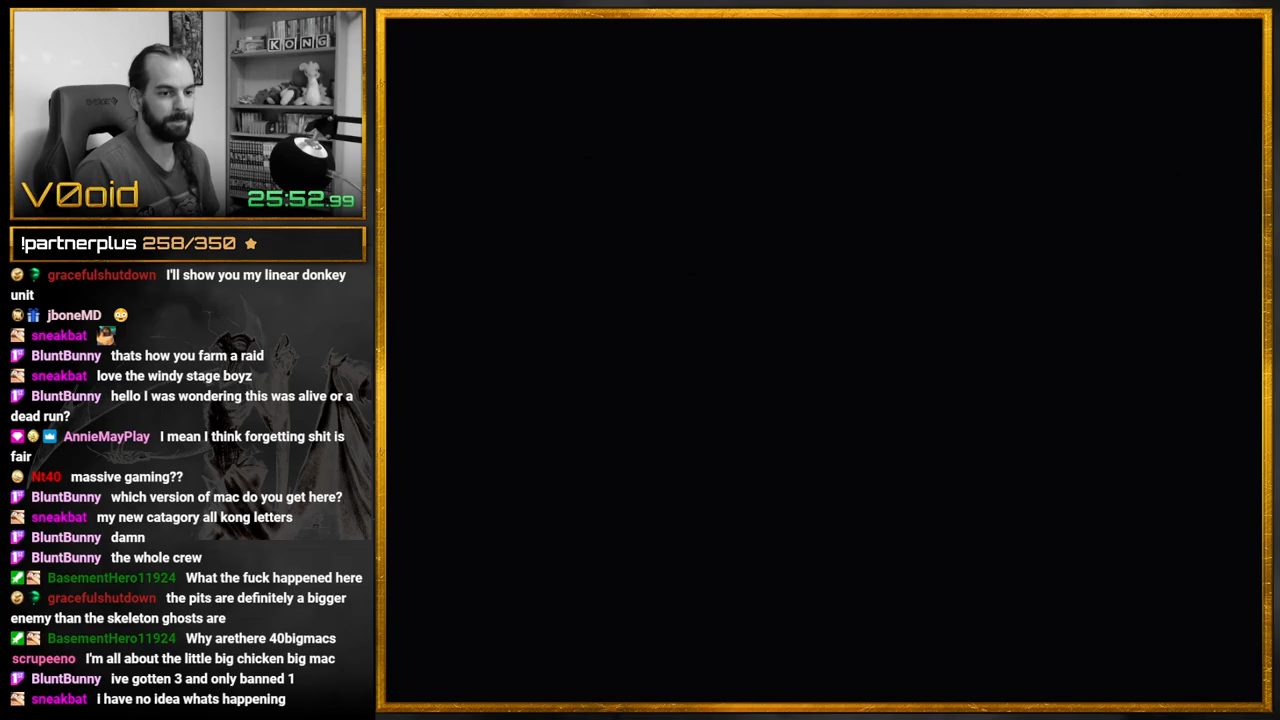 KONG
V0oid
25:52.99
!partnerplus 258/350
gracefulshutdown I'll show you my linear donkey
unit
jboneMD
sneakbat
BluntBunny thats how you farm a raid
sneakbat love the windy stage boyz
BluntBunny hello I was wondering this was alive or a
dead run?
AnnieMayPlay I mean I think forgetting shit is
fair
Nt40 massive gaming??
BluntBunny which version of mac do you get here?
sneakbat my new catagory all kong letters
BluntBunny damn
BluntBunny the whole crew
BasementHero11924 What the fuck happened here
gracefulshutdown the pits are definitely a bigger
enemy than the skeleton ghosts are
BasementHero11924 Why arethere 40bigmacs
scrupeeno I'm all about the little big chicken big mac
BluntBunny ive gotten 3 and only banned 1
sneakbat i have no idea whats happening